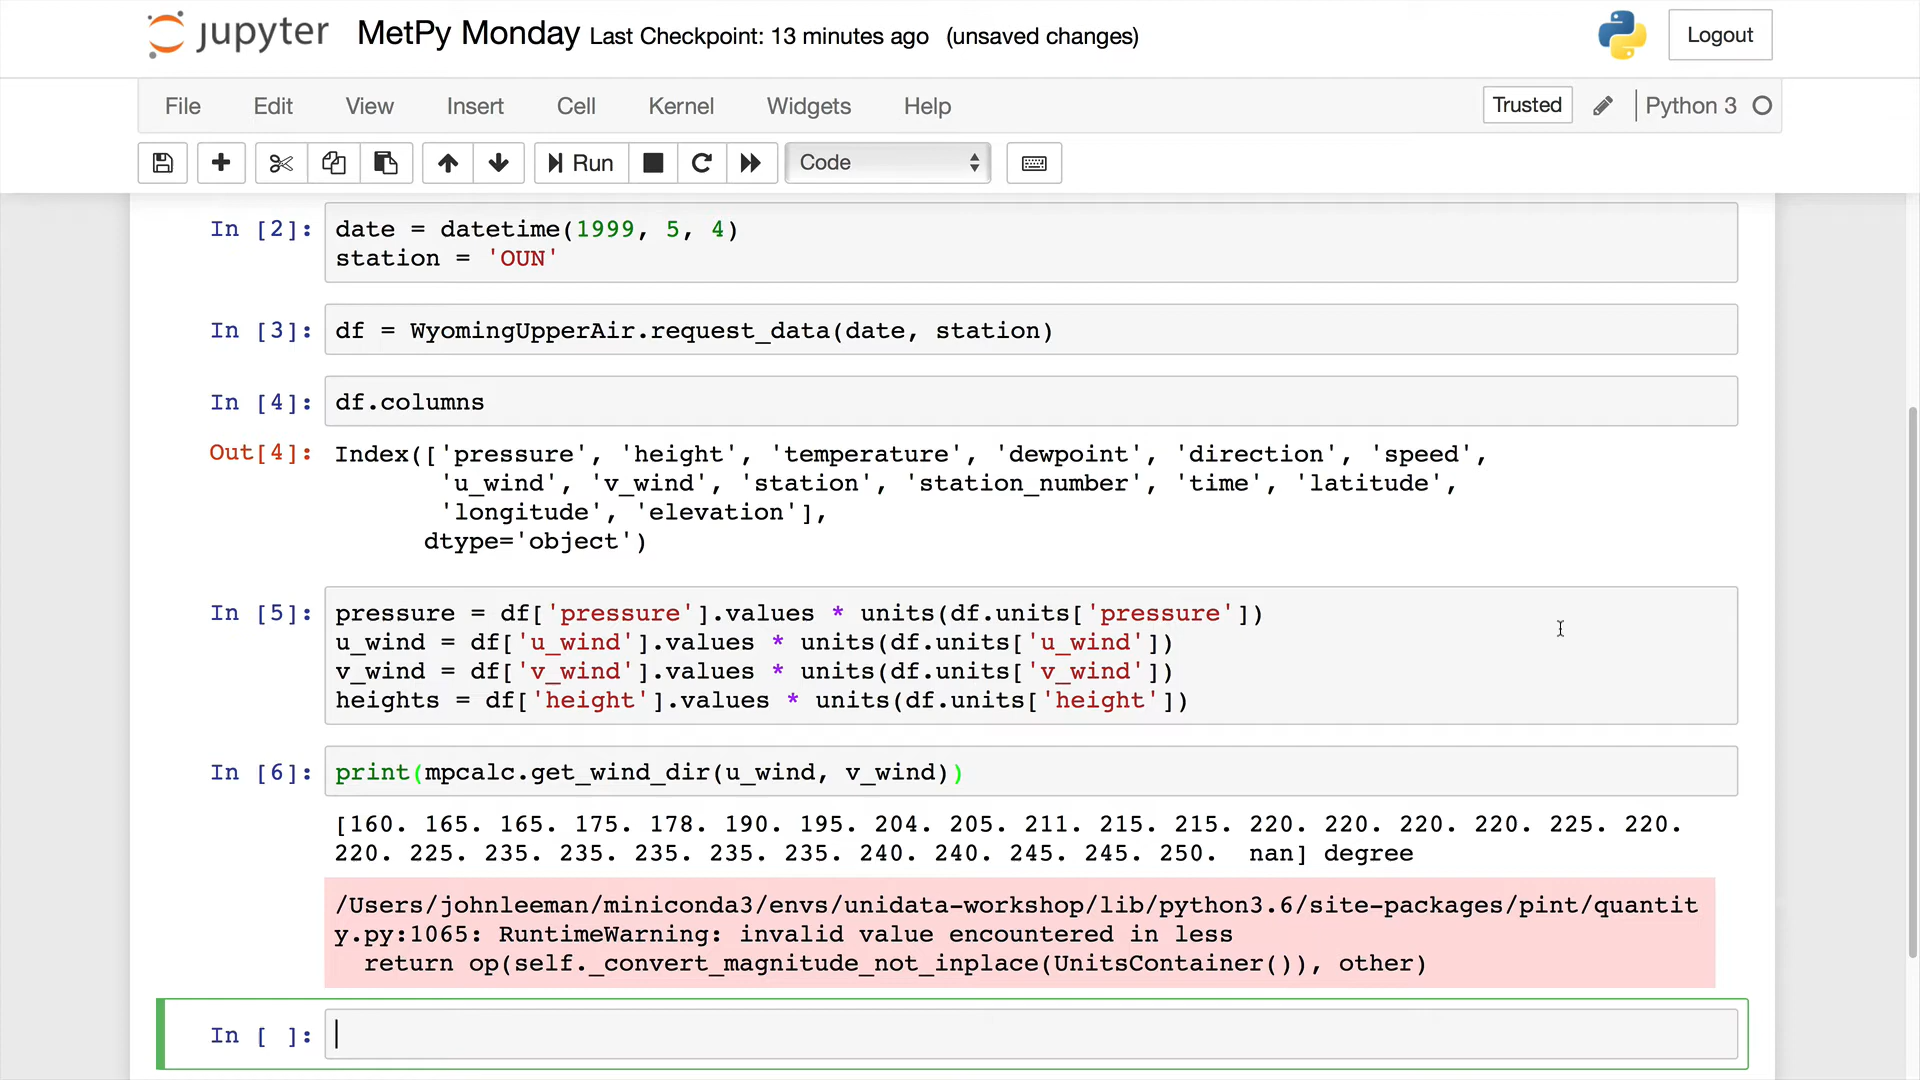 jupyter MetPy Monday Last Checkpoint: 13 minutes ago (unsaved changes) Logout
File Edit View Insert Cell Kernel Widgets Help Trusted Python 3
Run Code
In [2]: date = datetime(1999, 5, 4)
station = 'OUN'
In [3]: df = WyomingUpperAir.request_data(date, station)
In [4]: df.columns
Out[4]: Index(['pressure', 'height', 'temperature', 'dewpoint', 'direction', 'speed',
'u_wind', 'v_wind', 'station', 'station_number', 'time', 'latitude',
'longitude', 'elevation'],
dtype='object')
In [5]: pressure = df['pressure'].values * units(df.units['pressure'])
u_wind = df['u_wind'].values * units(df.units['u_wind'])
v_wind = df['v_wind'].values * units(df.units['v_wind'])
heights = df['height'].values * units(df.units['height'])
In [6]: print(mpcalc.get_wind_dir(u_wind, v_wind))
[160. 165. 165. 175. 178. 190. 195. 204. 205. 211. 215. 215. 220. 220. 220. 220. 225. 220.
220. 225. 235. 235. 235. 235. 235. 240. 240. 245. 245. 250. nan] degree
/Users/johnleeman/miniconda3/envs/unidata-workshop/lib/python3.6/site-packages/pint/quantit
y.py:1065: RuntimeWarning: invalid value encountered in less
return op(self._convert_magnitude_not_inplace(UnitsContainer()), other)
In [ ]: